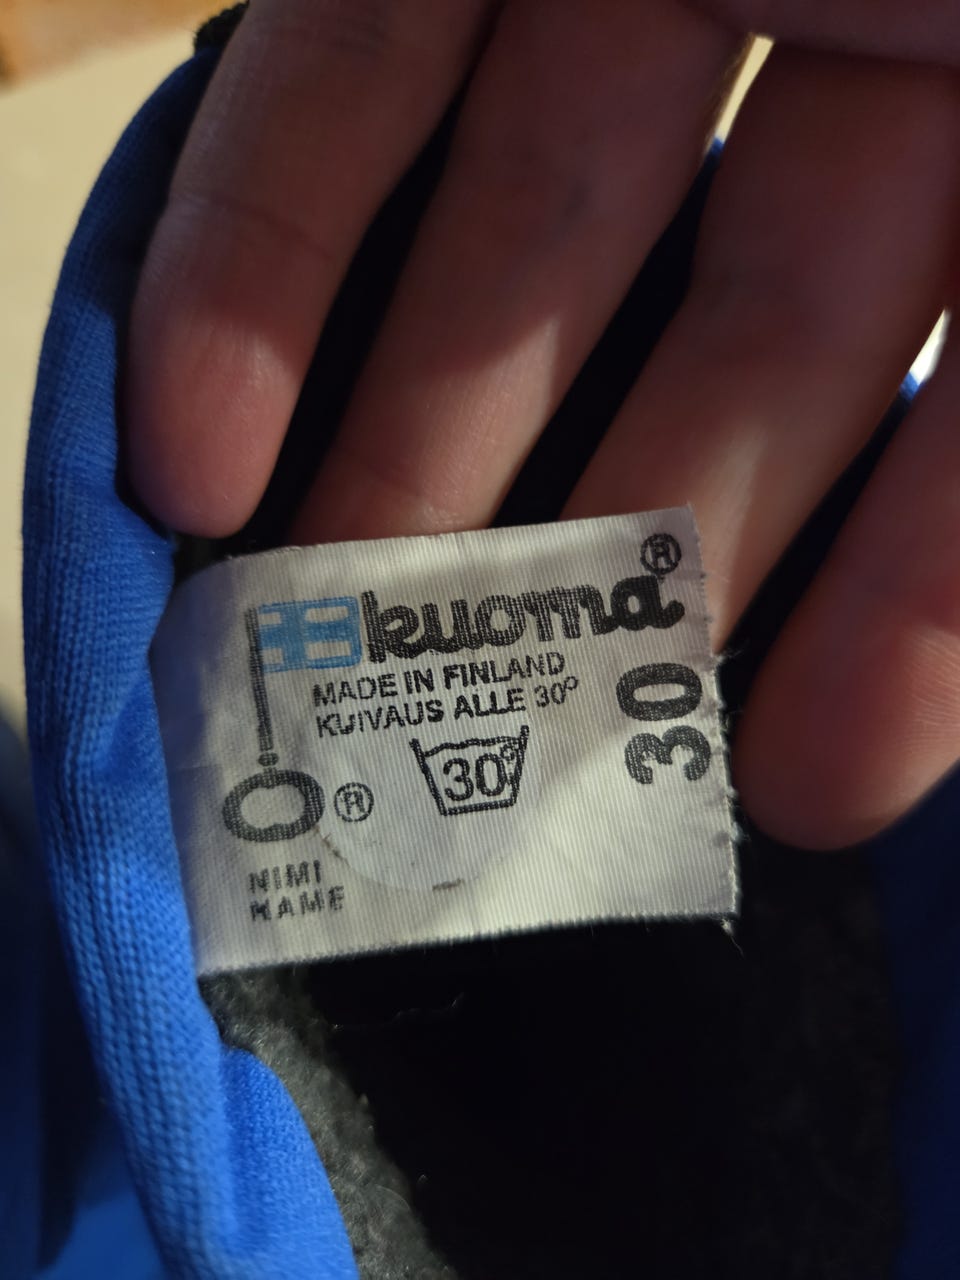 kuoma®
MADE IN FINLAND
KUIVAUS ALLE 30°
30°
30
®
NIMI
NAME